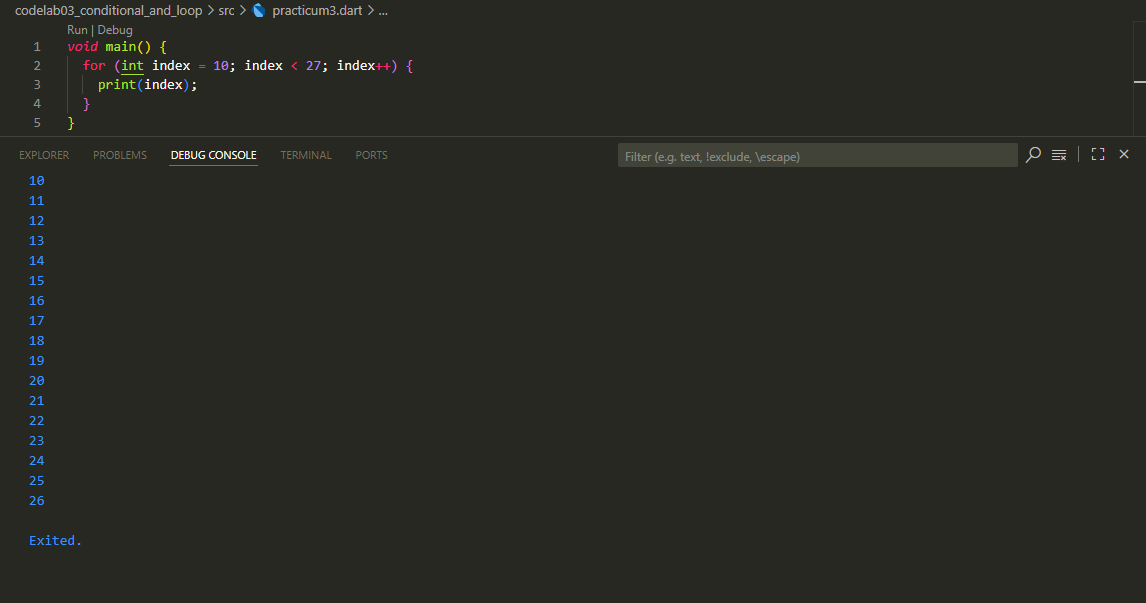 codelab03_conditional_and_loop > src > practicum3.dart > ...
Run | Debug
1 void main() {
2 for (int index = 10; index < 27; index++) {
3 print(index);
4 }
5 }
EXPLORER PROBLEMS DEBUG CONSOLE TERMINAL PORTS Filter (e.g. text, !exclude, \escape)
10
11
12
13
14
15
16
17
18
19
20
21
22
23
24
25
26
Exited.